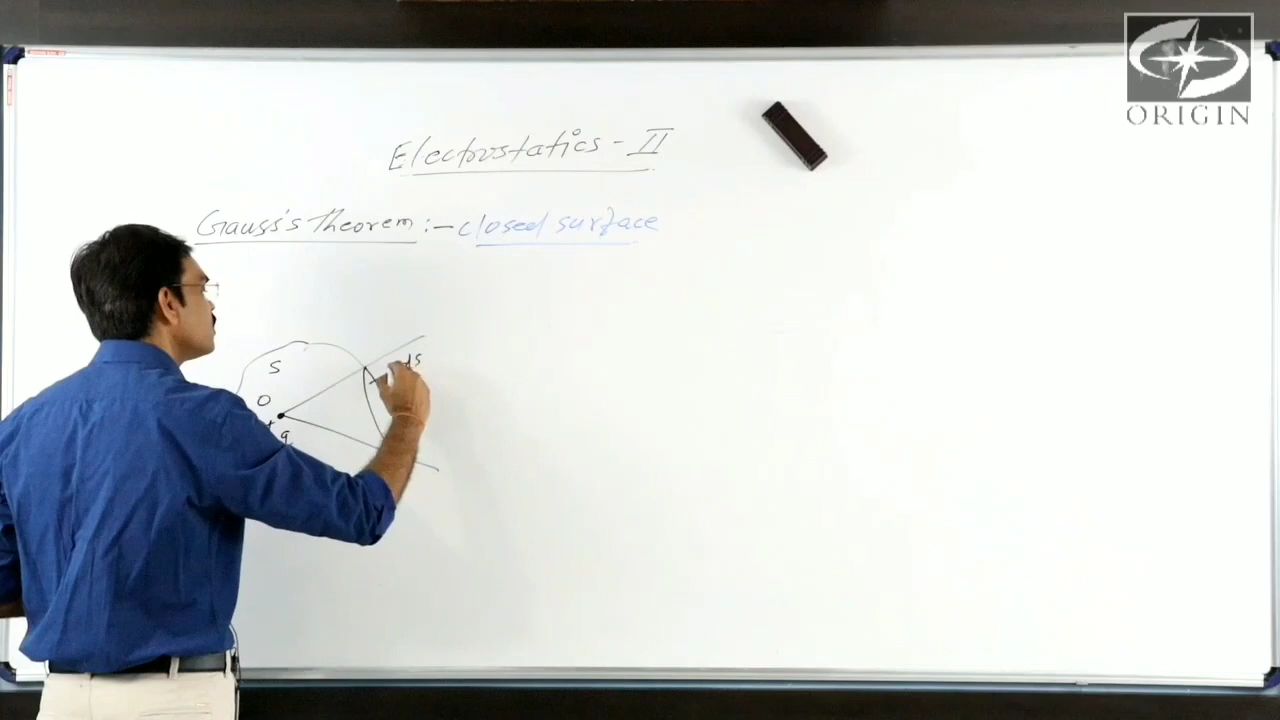 ORIGIN
Electrostatics - II
Gauss's Theorem :- closed surface
S
ds
O
+
q